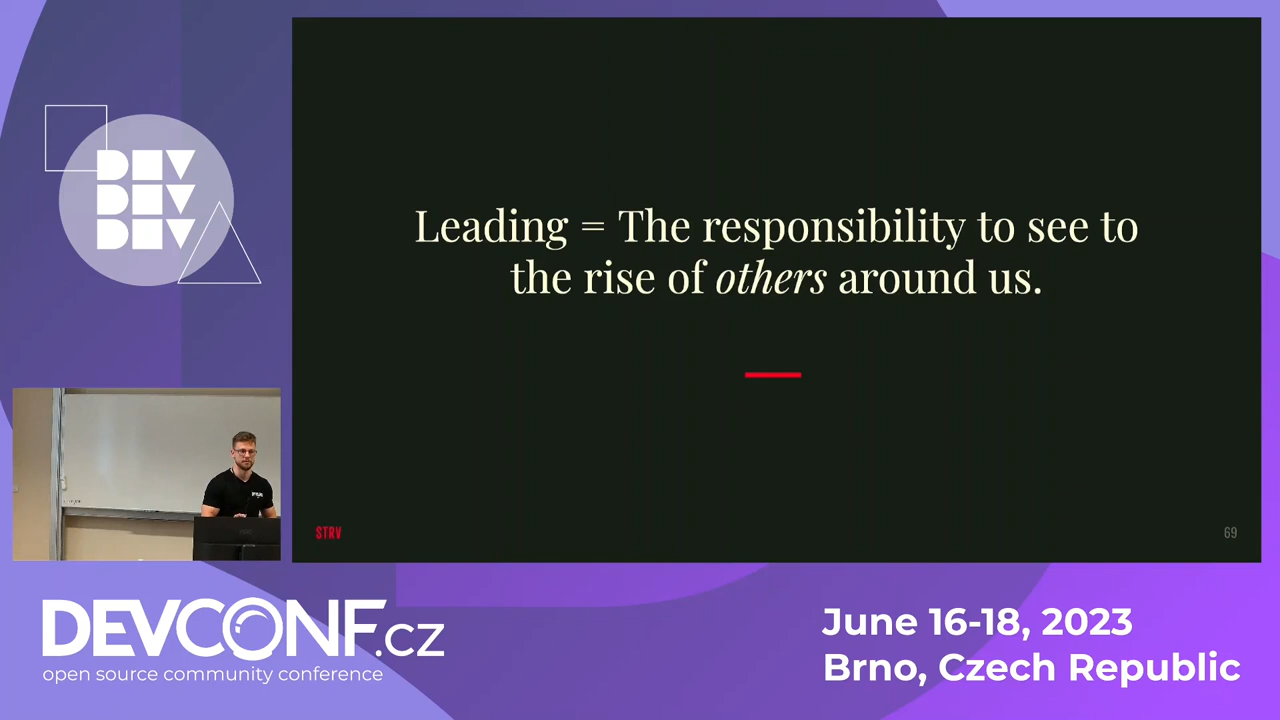 DEV
DEV
DEV
Leading = The responsibility to see to
the rise of others around us.
STRV
69
DEVCONF.cz
open source community conference
June 16-18, 2023
Brno, Czech Republic